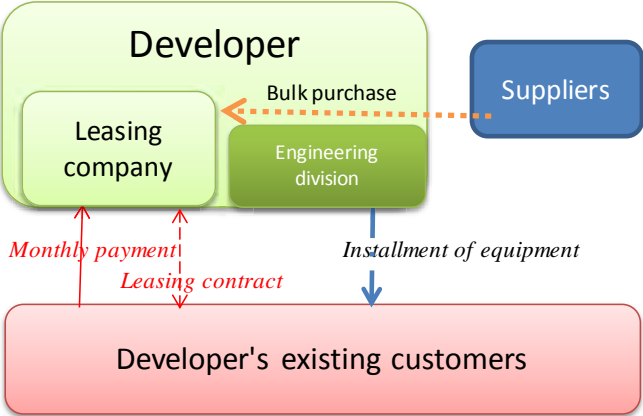 Developer
Suppliers
Bulk purchase
Leasing
company
Engineering
division
Monthly payment
Installment of equipment
Leasing contract
Developer's existing customers